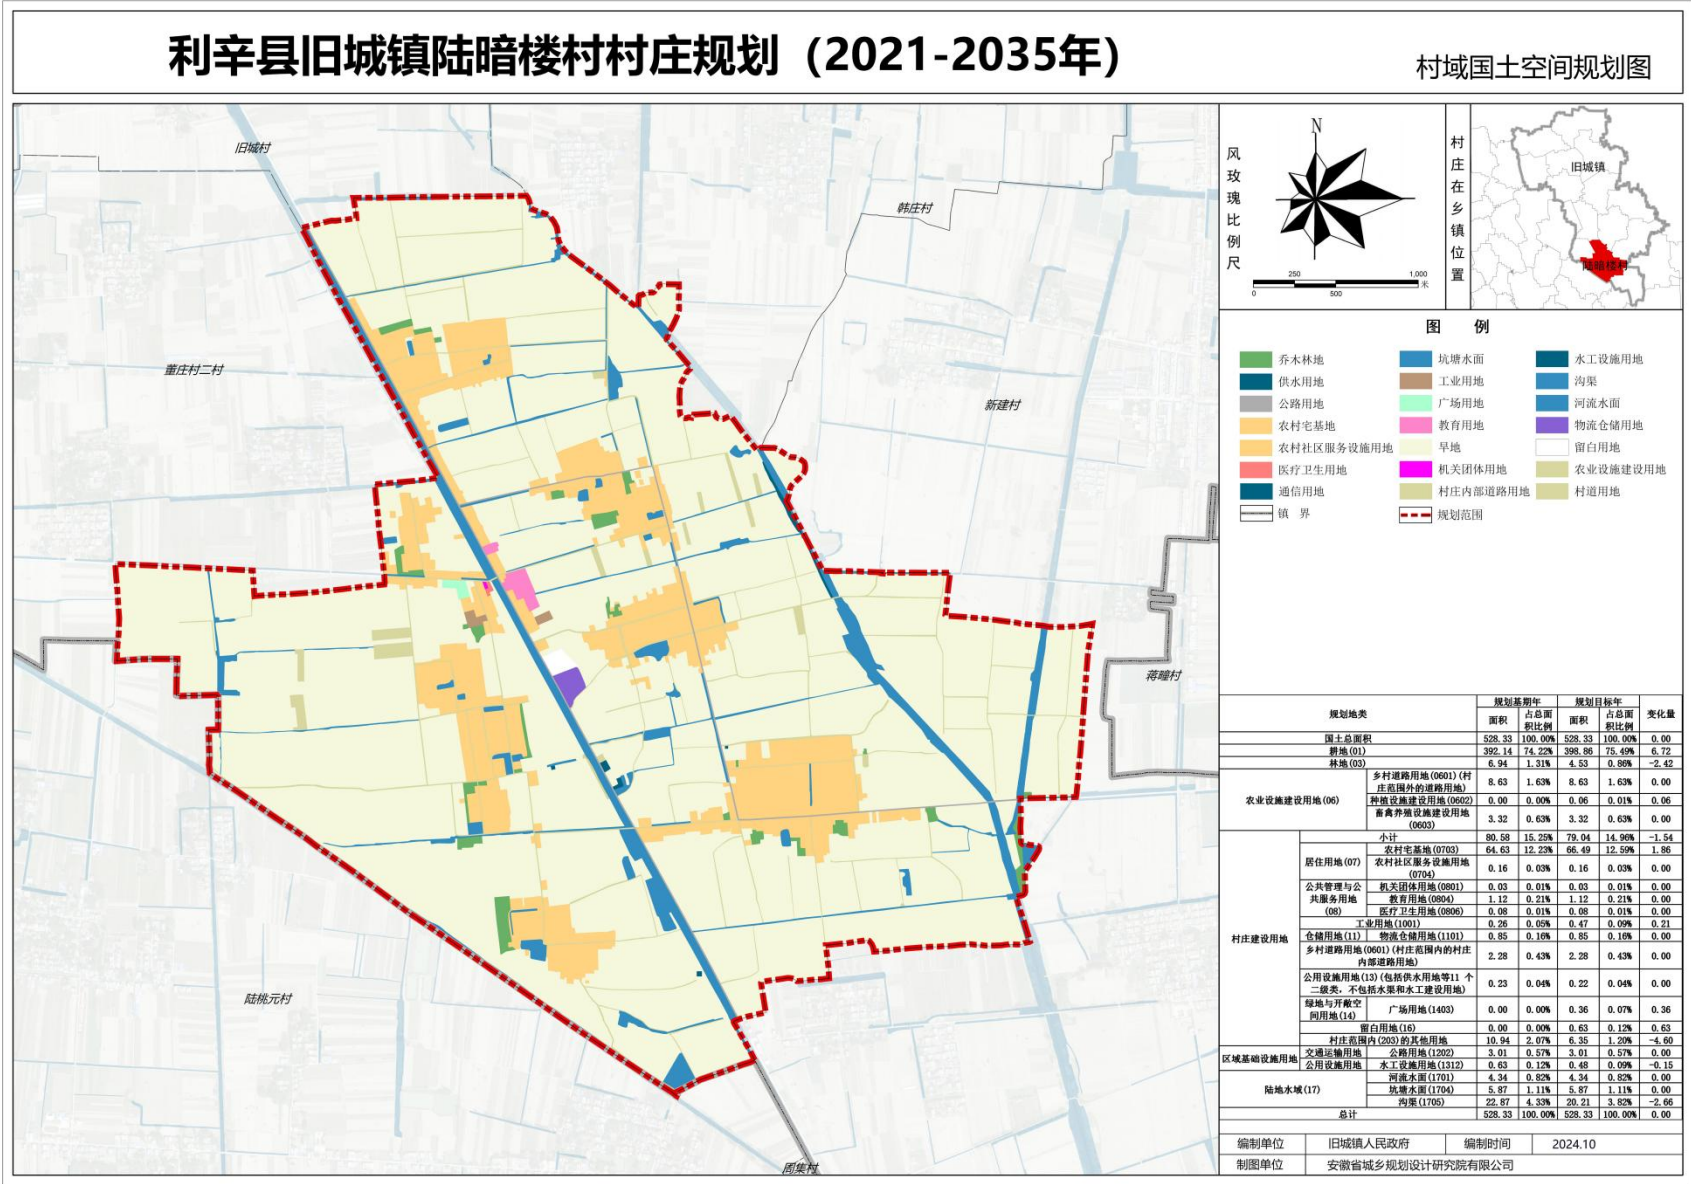 利辛县旧城镇陆暗楼村村庄规划（2021-2035年）
村域国土空间规划图
旧城村
韩庄村
董庄村二村
新建村
蒋疃村
陆桃元村
周集村
风玫瑰比例尺
N
250 1,000
0 500 米
村庄在乡镇位置
旧城镇
陆暗楼村
图 例
乔木林地 坑塘水面 水工设施用地
供水用地 工业用地 沟渠
公路用地 广场用地 河流水面
农村宅基地 教育用地 物流仓储用地
农村社区服务设施用地 旱地 留白用地
医疗卫生用地 机关团体用地 农业设施建设用地
通信用地 村庄内部道路用地 村道用地
镇 界 规划范围
规划地类 规划基期年 规划目标年 变化量
面积 占总面积比例 面积 占总面积比例
国土总面积 528.33 100.00% 528.33 100.00% 0.00
耕地(01) 392.14 74.22% 398.86 75.49% 6.72
林地(03) 6.94 1.31% 4.53 0.86% -2.42
农业设施建设用地(06) 乡村道路用地(0601)(村庄范围外的道路用地) 8.63 1.63% 8.63 1.63% 0.00
种植设施建设用地(0602) 0.00 0.00% 0.06 0.01% 0.06
畜禽养殖设施建设用地(0603) 3.32 0.63% 3.32 0.63% 0.00
村庄建设用地 小计 80.58 15.25% 79.04 14.96% -1.54
居住用地(07) 农村宅基地(0703) 64.63 12.23% 66.49 12.59% 1.86
农村社区服务设施用地(0704) 0.16 0.03% 0.16 0.03% 0.00
公共管理与公共服务用地(08) 机关团体用地(0801) 0.03 0.01% 0.03 0.01% 0.00
教育用地(0804) 1.12 0.21% 1.12 0.21% 0.00
医疗卫生用地(0806) 0.08 0.01% 0.08 0.01% 0.00
工业用地(1001) 0.26 0.05% 0.47 0.09% 0.21
仓储用地(11) 物流仓储用地(1101) 0.85 0.16% 0.85 0.16% 0.00
乡村道路用地(0601)(村庄范围内的村庄内部道路用地) 2.28 0.43% 2.28 0.43% 0.00
公用设施用地(13)(包括供水用地等11 个二级类，不包括水渠和水工建设用地) 0.23 0.04% 0.22 0.04% 0.00
绿地与开敞空间用地(14) 广场用地(1403) 0.00 0.00% 0.36 0.07% 0.36
留白用地(16) 0.00 0.00% 0.63 0.12% 0.63
村庄范围内(203)的其他用地 10.94 2.07% 6.35 1.20% -4.60
区域基础设施用地 交通运输用地 公路用地(1202) 3.01 0.57% 3.01 0.57% 0.00
公用设施用地 水工设施用地(1312) 0.63 0.12% 0.48 0.09% -0.15
陆地水域(17) 河流水面(1701) 4.34 0.82% 4.34 0.82% 0.00
坑塘水面(1704) 5.87 1.11% 5.87 1.11% 0.00
沟渠(1705) 22.87 4.33% 20.21 3.82% -2.66
总计 528.33 100.00% 528.33 100.00% 0.00
编制单位 旧城镇人民政府 编制时间 2024.10
制图单位 安徽省城乡规划设计研究院有限公司